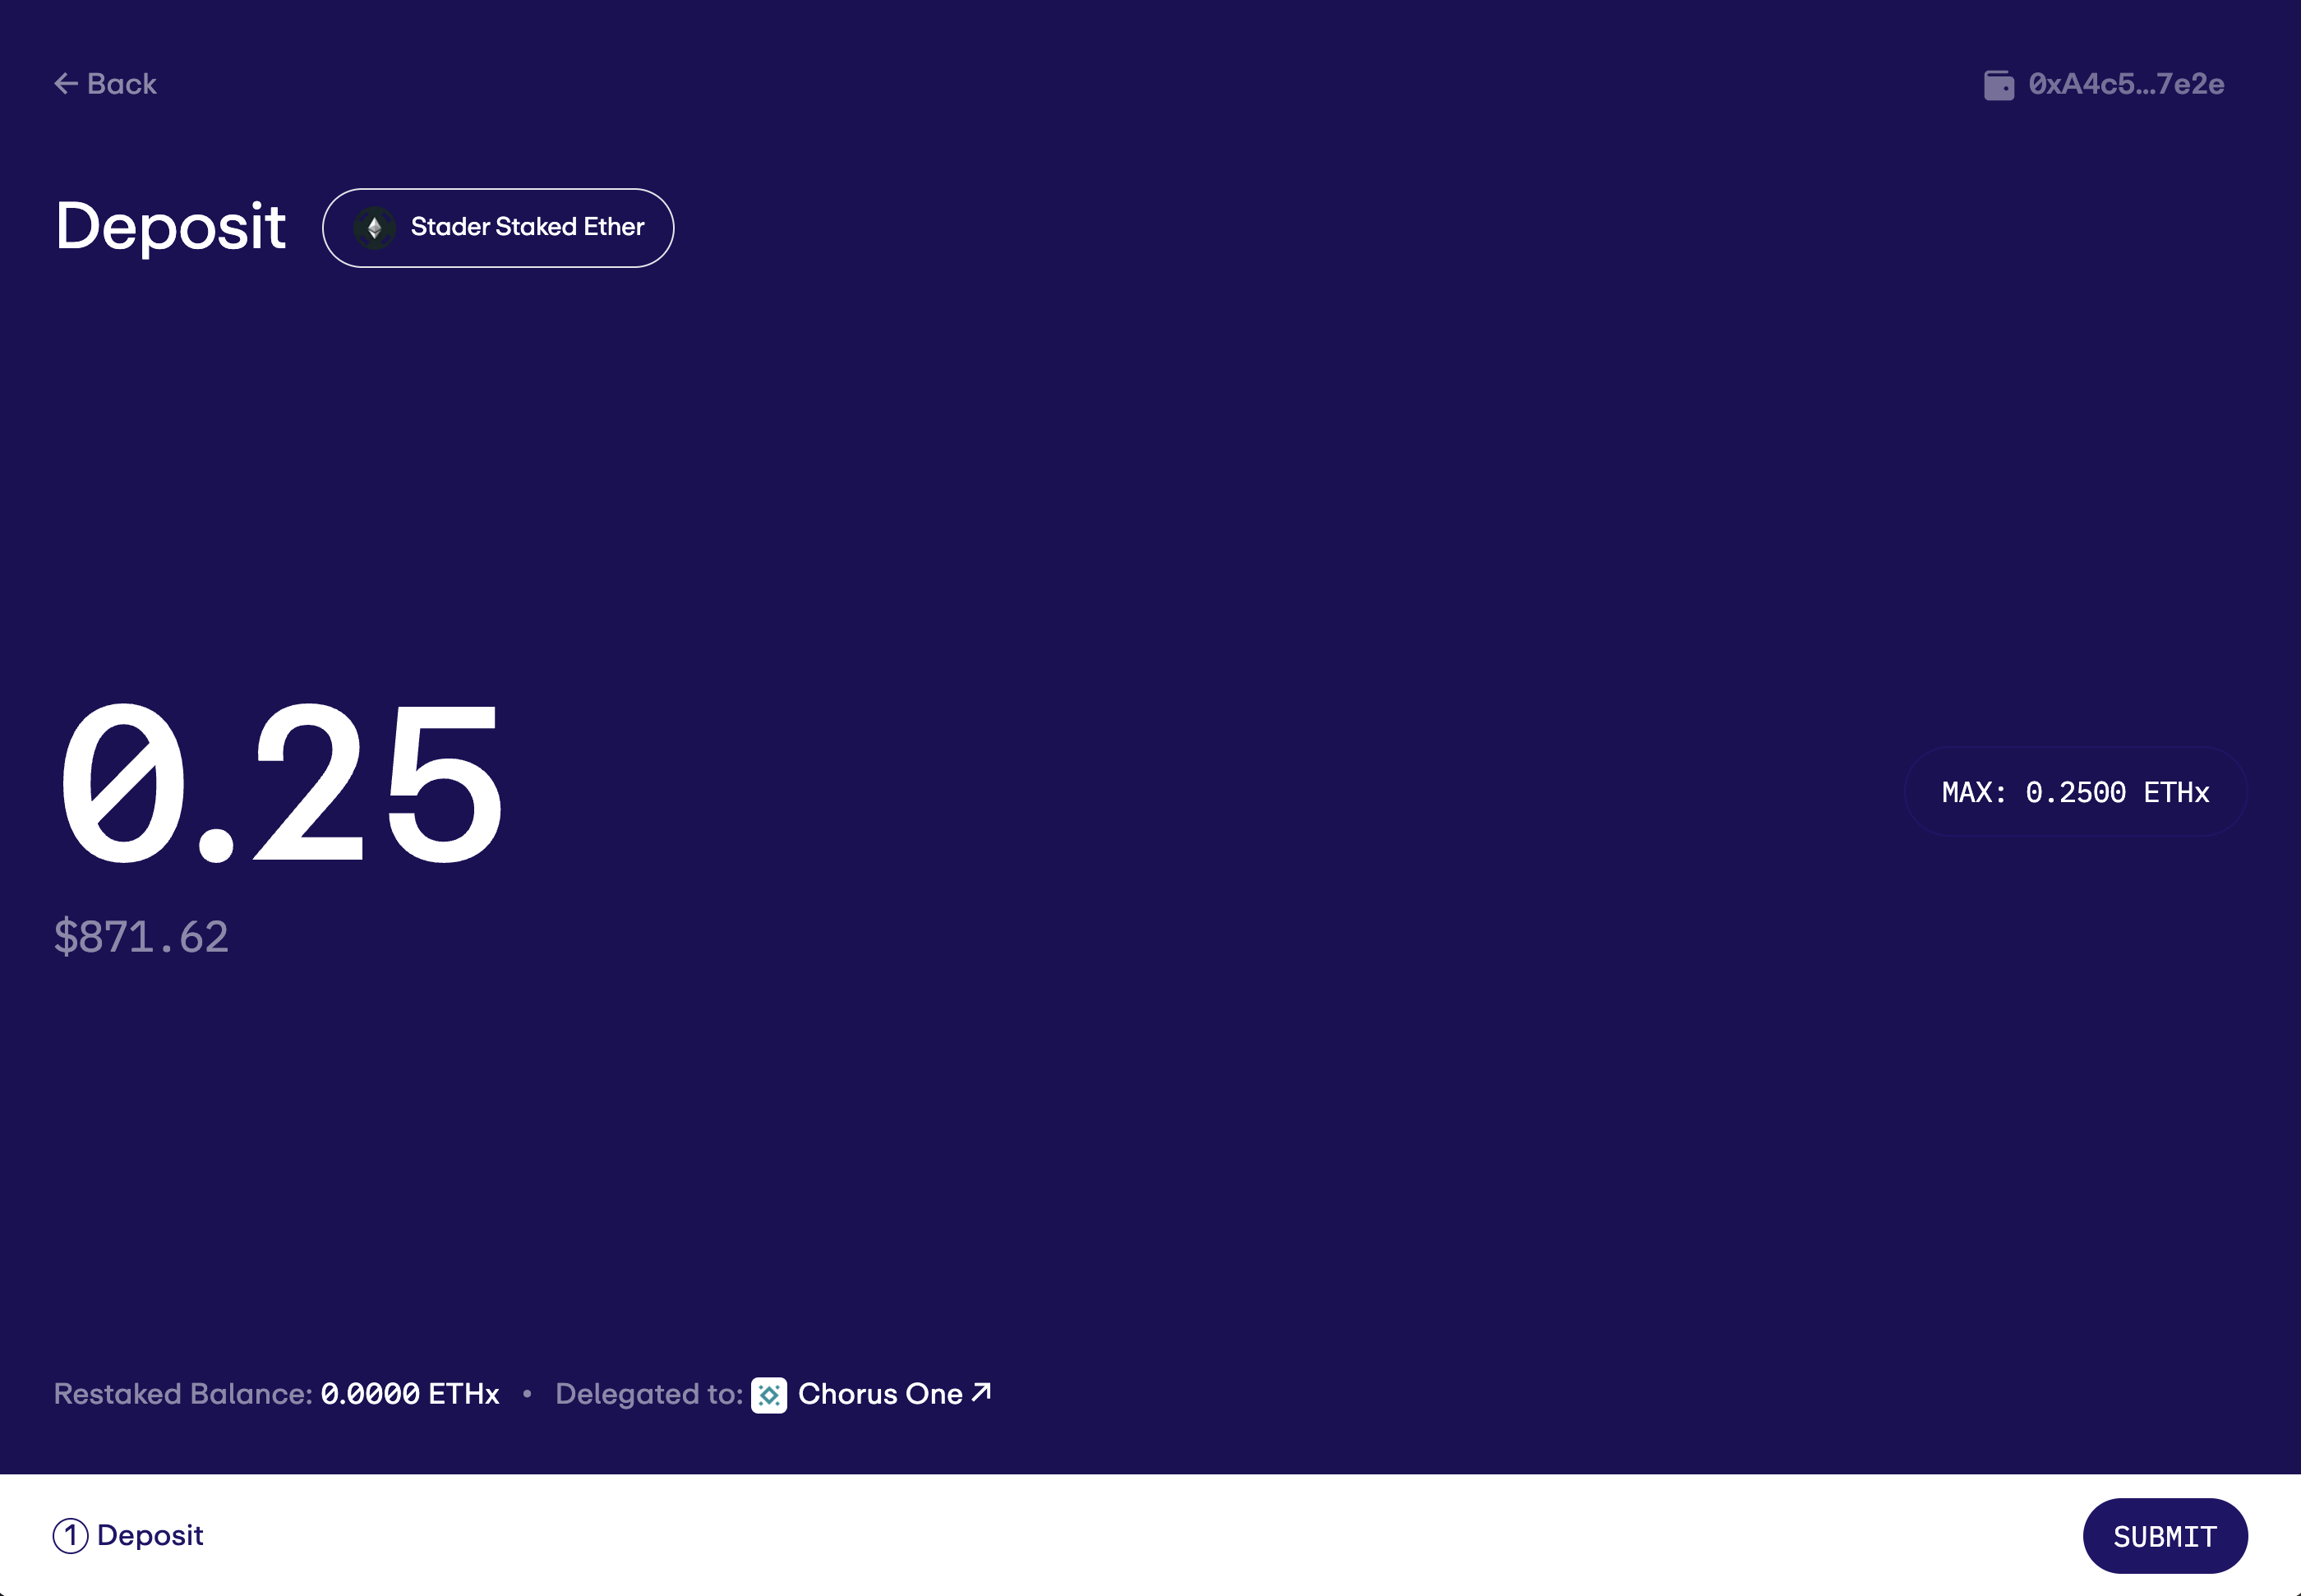 ← Back
0xA4c5...7e2e
Deposit
Stader Staked Ether
0.25
MAX: 0.2500 ETHx
$871.62
Restaked Balance: 0.0000 ETHx • Delegated to: Chorus One ↗
1 Deposit
SUBMIT